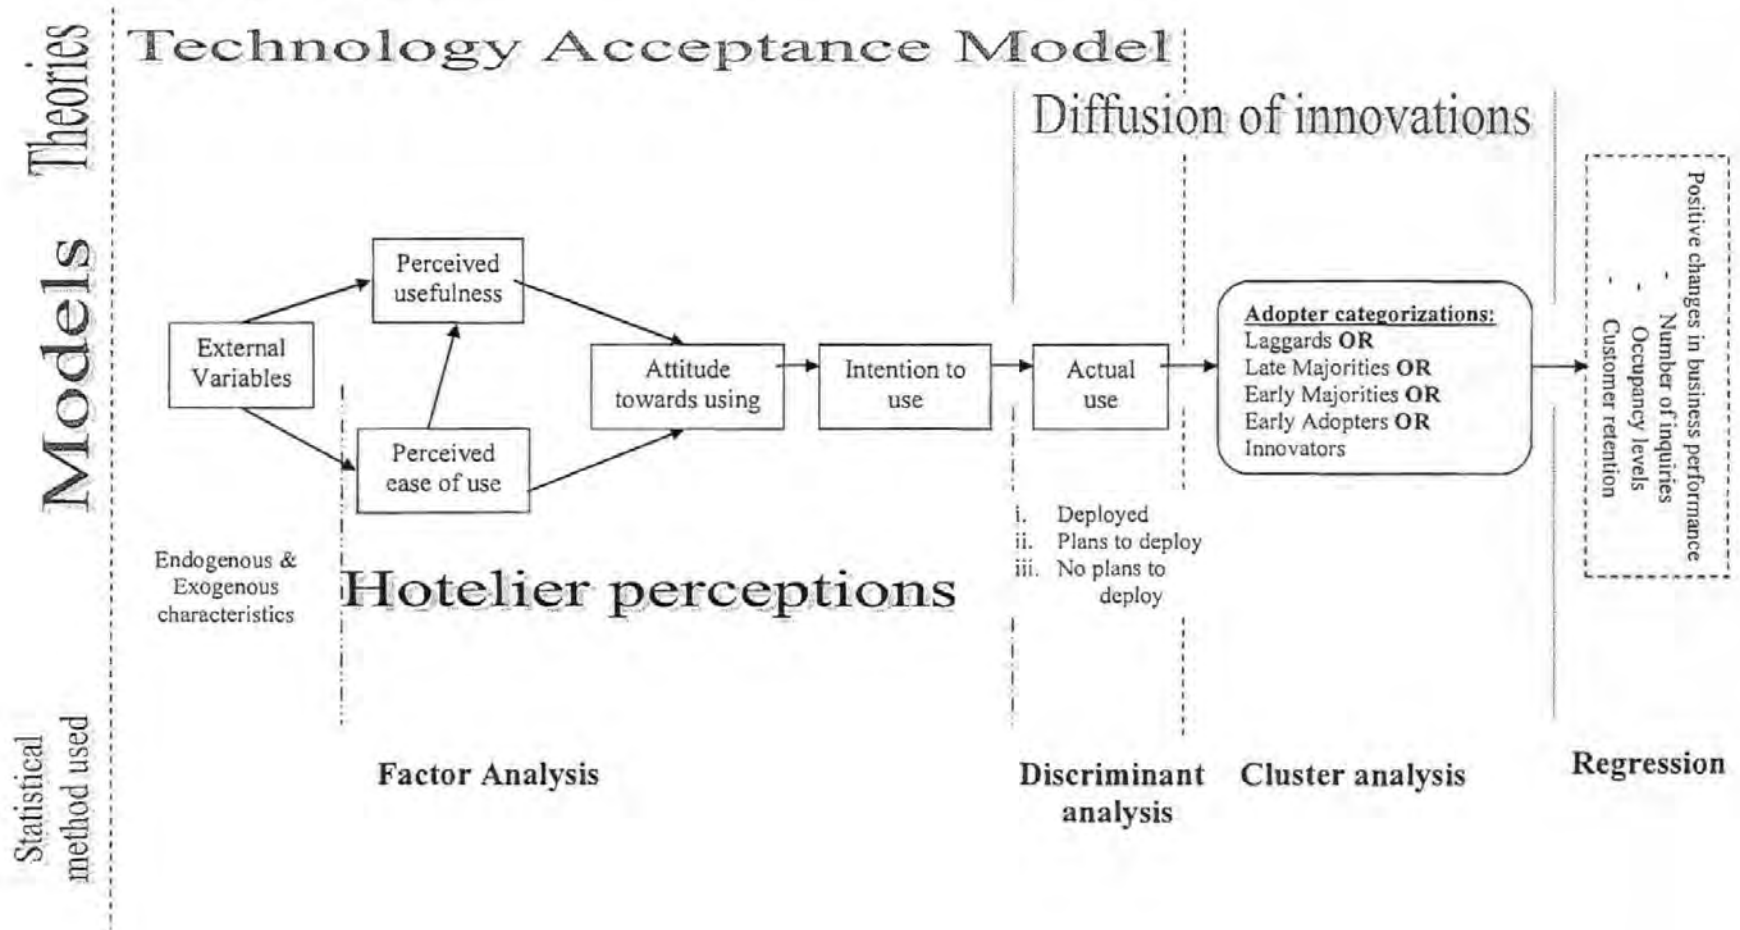 Theories
Technology Acceptance Model
Diffusion of innovations
Models
External
Variables
Perceived
usefulness
Perceived
ease of use
Attitude
towards using
Intention to
use
Actual
use
Adopter categorizations:
Laggards OR
Late Majorities OR
Early Majorities OR
Early Adopters OR
Innovators
Positive changes in business performance
- Number of inquiries
- Occupancy levels
- Customer retention
Endogenous &
Exogenous
characteristics
Hotelier perceptions
i. Deployed
ii. Plans to deploy
iii. No plans to
deploy
Statistical
method used
Factor Analysis
Discriminant
analysis
Cluster analysis
Regression